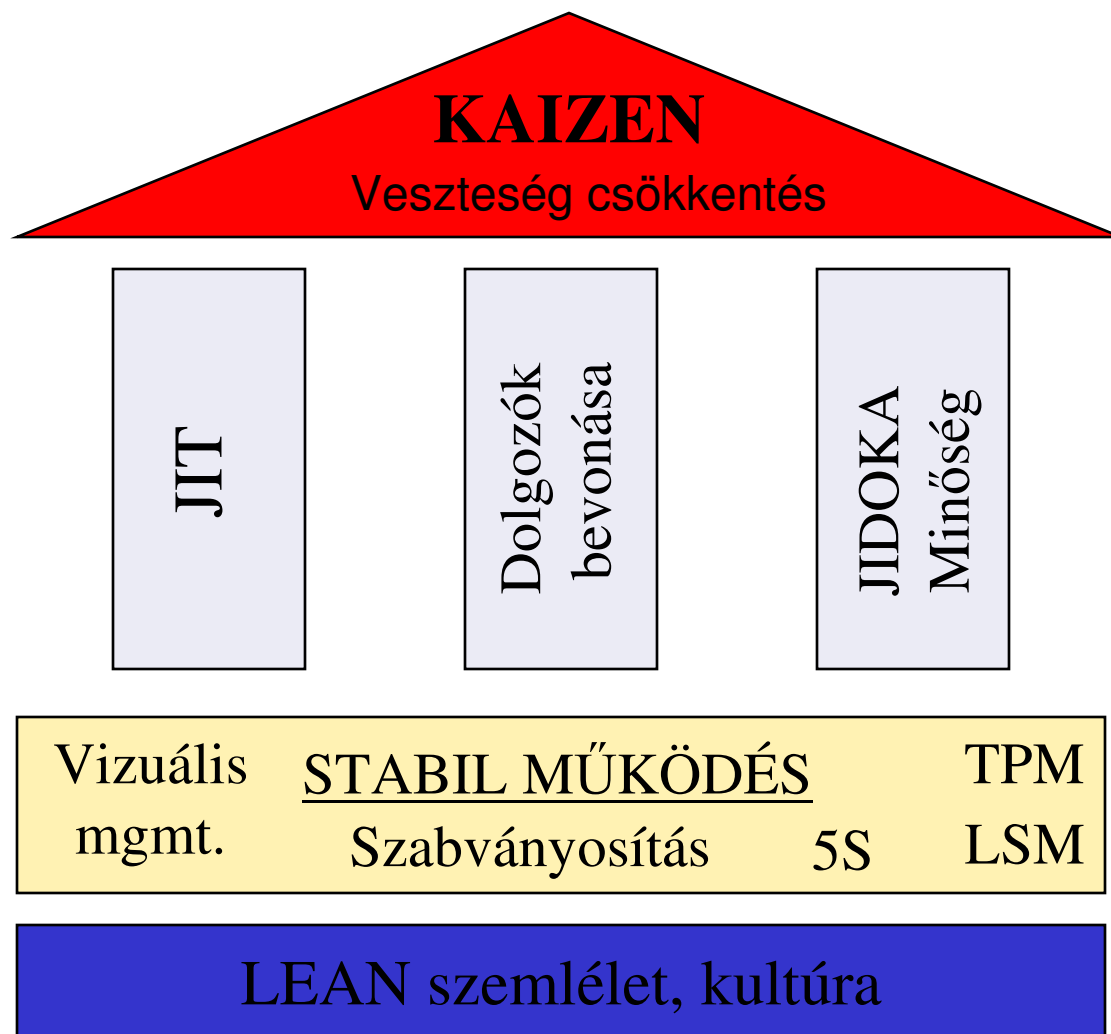 KAIZEN
Veszteség csökkentés
JIT
Dolgozók
bevonása
JIDOKA
Minőség
Vizuális
mgmt.
STABIL MŰKÖDÉS
Szabványosítás
5S
TPM
LSM
LEAN szemlélet, kultúra